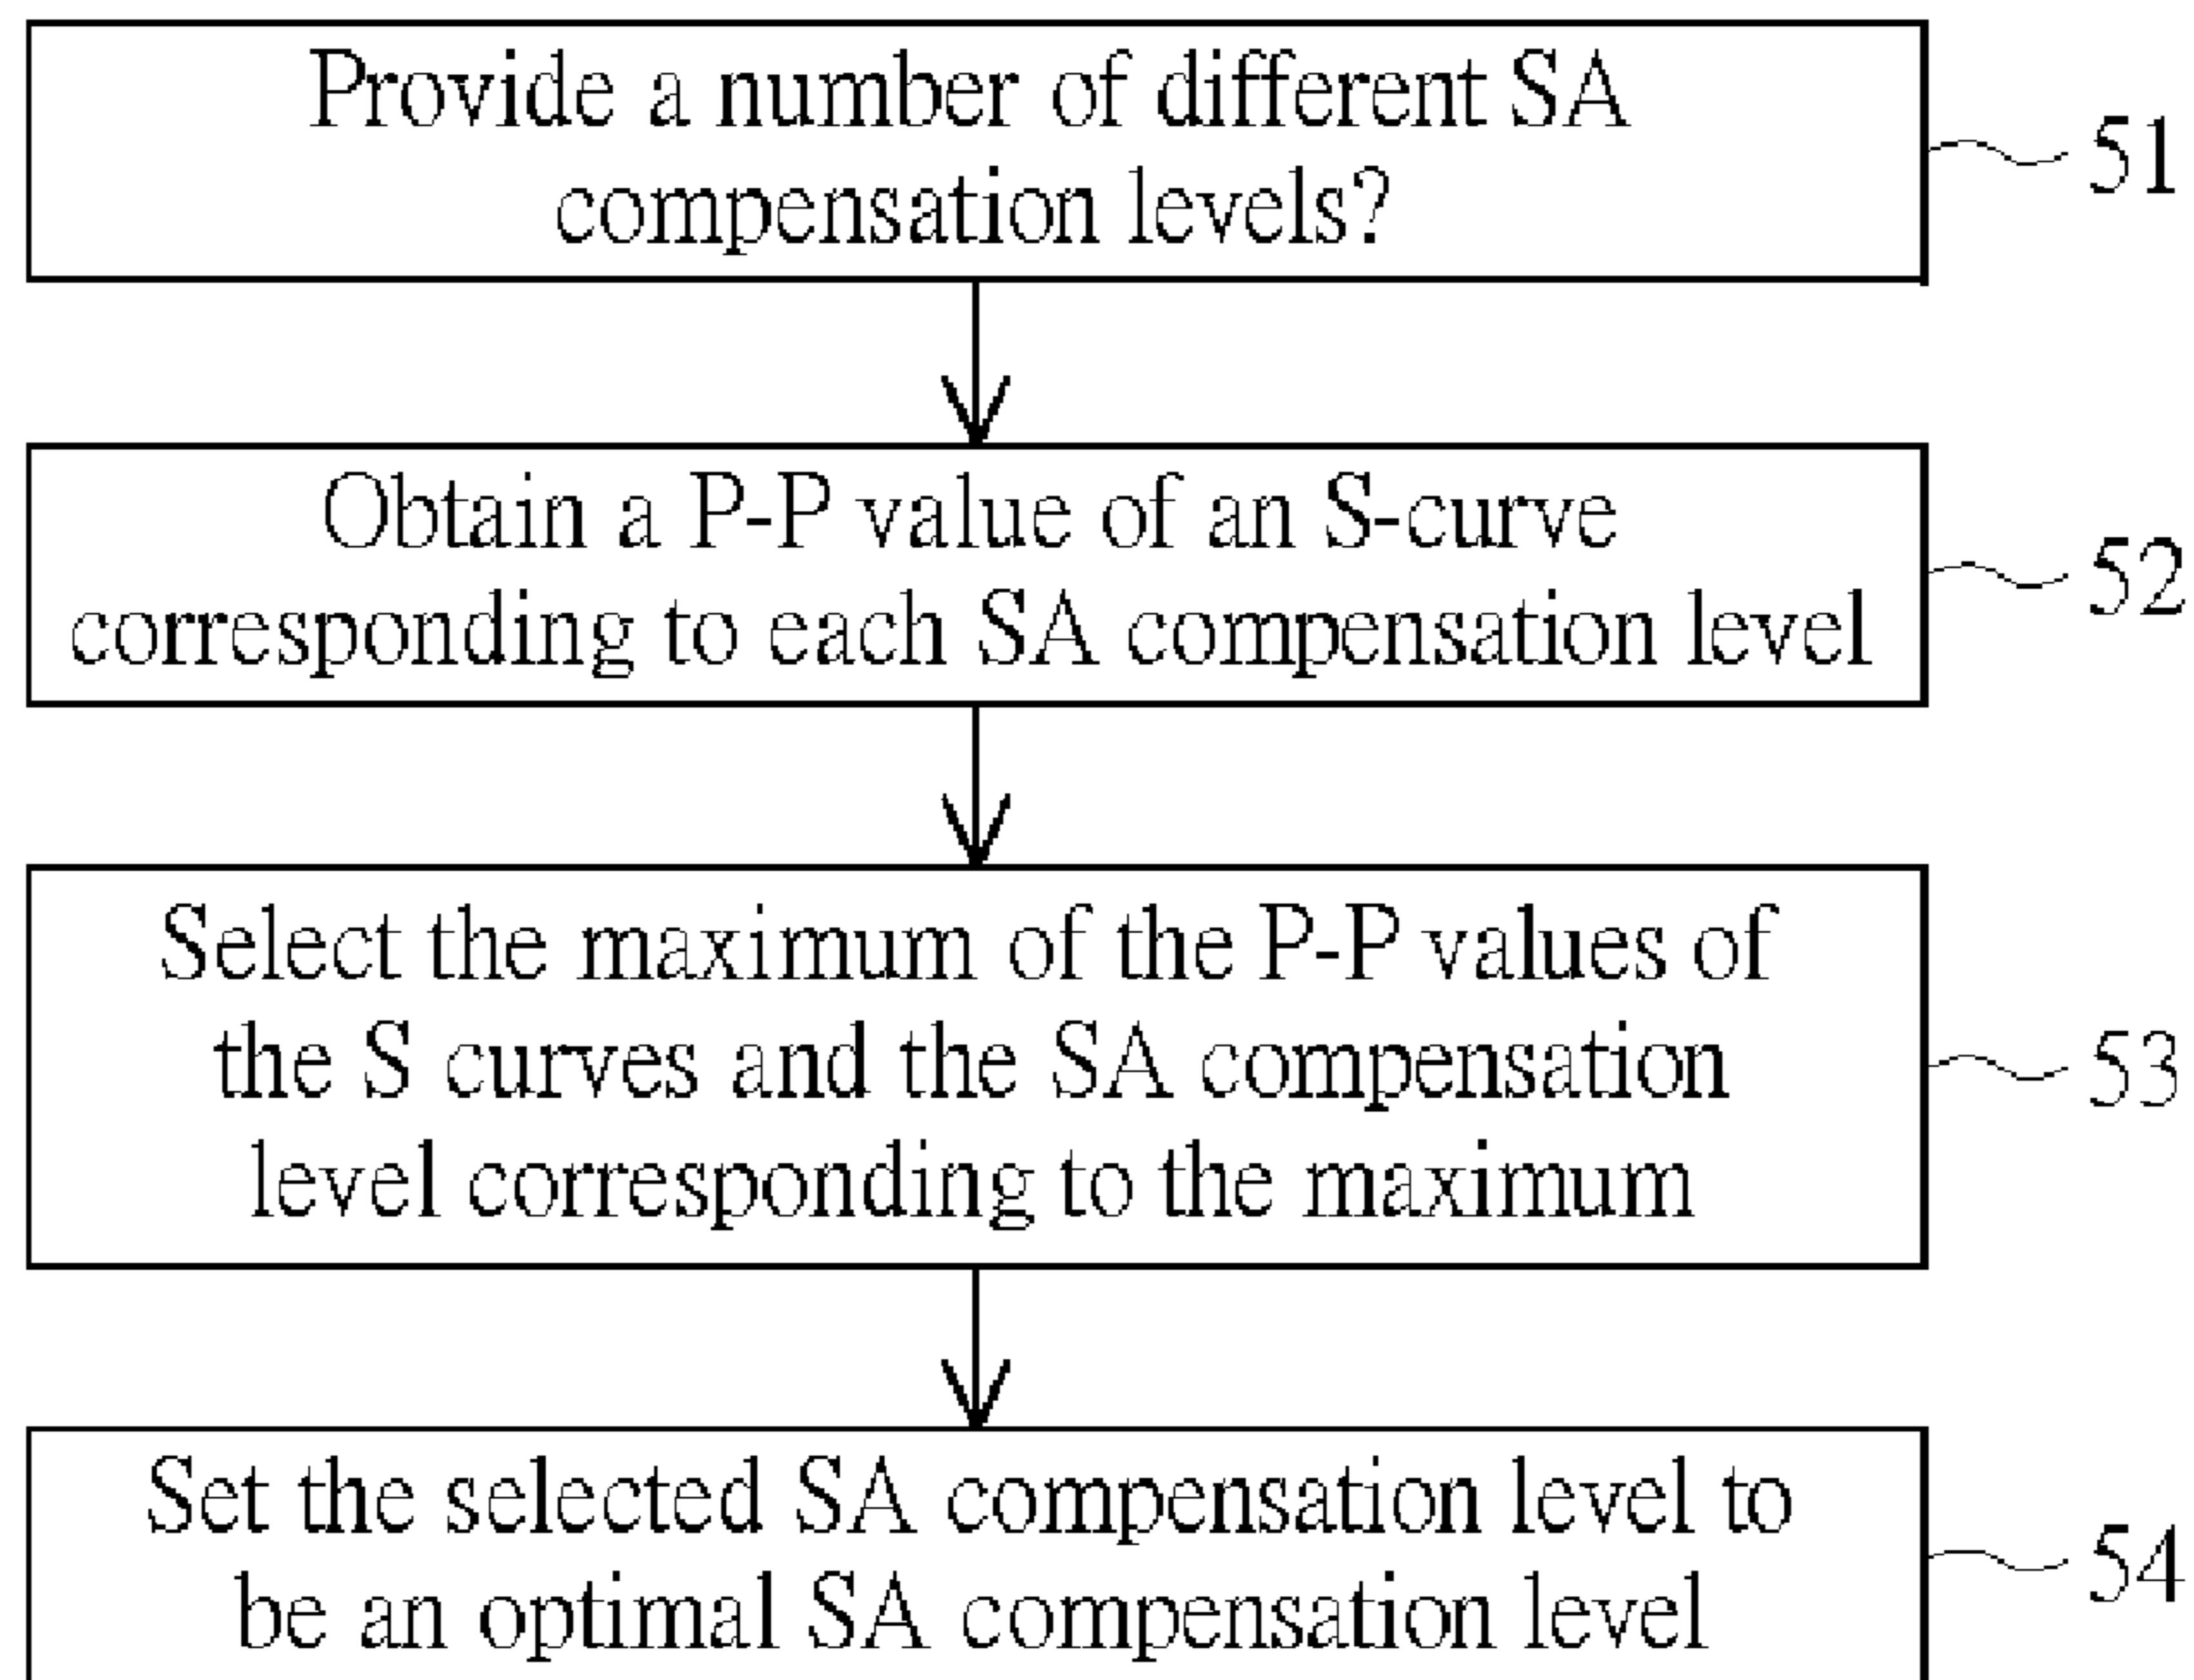 Provide a number of different SA
compensation levels?
51
Obtain a P-P value of an S-curve
corresponding to each SA compensation level
52
Select the maximum of the P-P values of
the S curves and the SA compensation
level corresponding to the maximum
53
Set the selected SA compensation level to
be an optimal SA compensation level
54